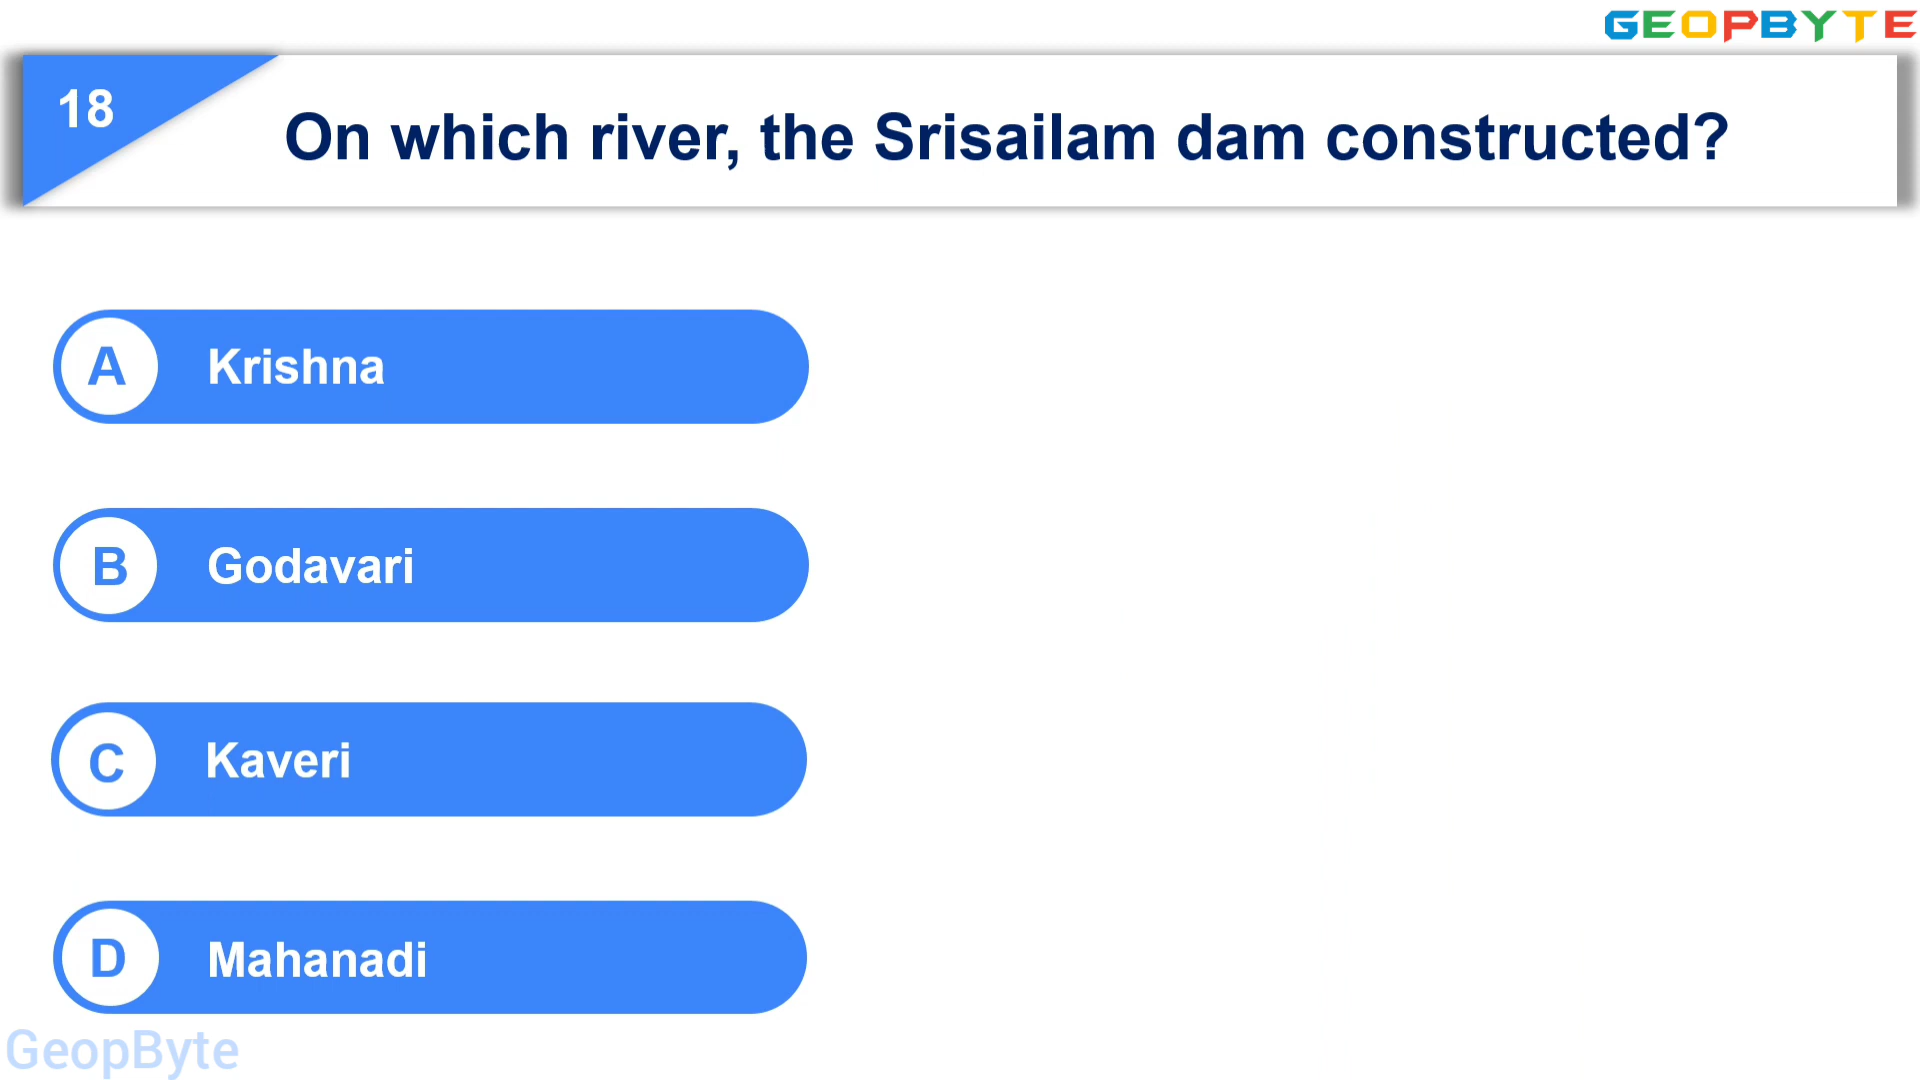 GEOPBYTE
18
On which river, the Srisailam dam constructed?
A Krishna
B Godavari
C Kaveri
D Mahanadi
GeopByte